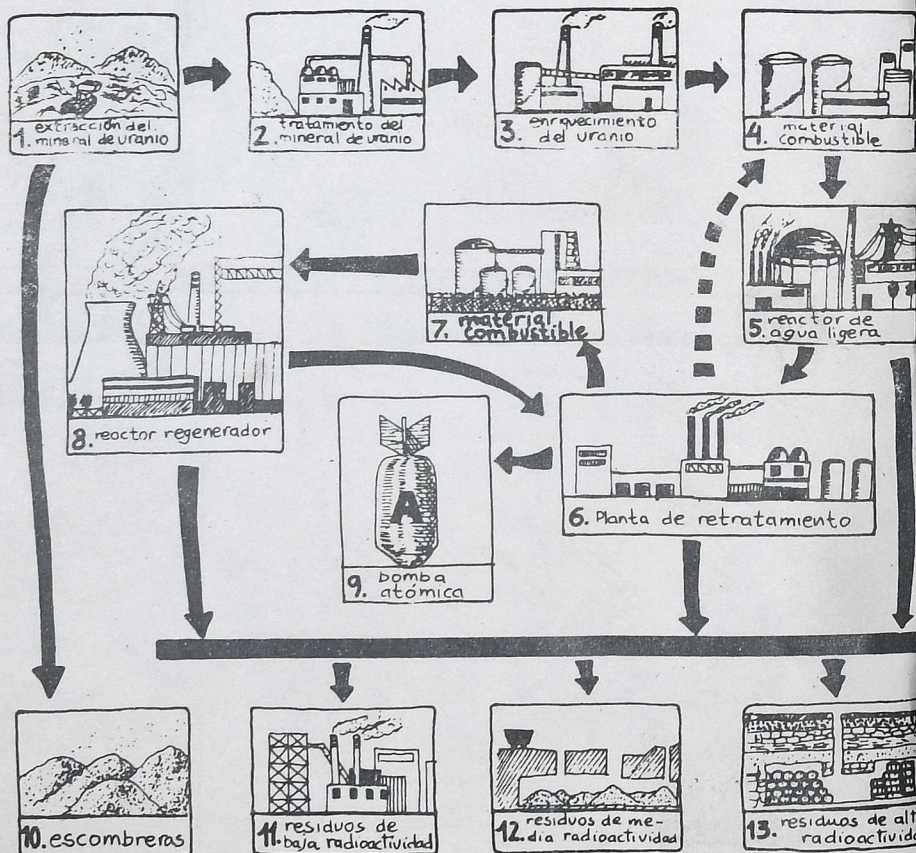 1. extracción del
mineral de uranio
2. tratamiento del
mineral de uranio
3. enriquecimiento
del uranio
4. material
combustible
5. reactor de
agua ligera
7. material
combustible
8. reactor regenerador
A
9. bomba
atómica
6. Planta de retratamiento
10. escombreras
11. residuos de
baja radioactividad
12. residuos de me-
dia radioactividad
13. residuos de alt
radioactivida